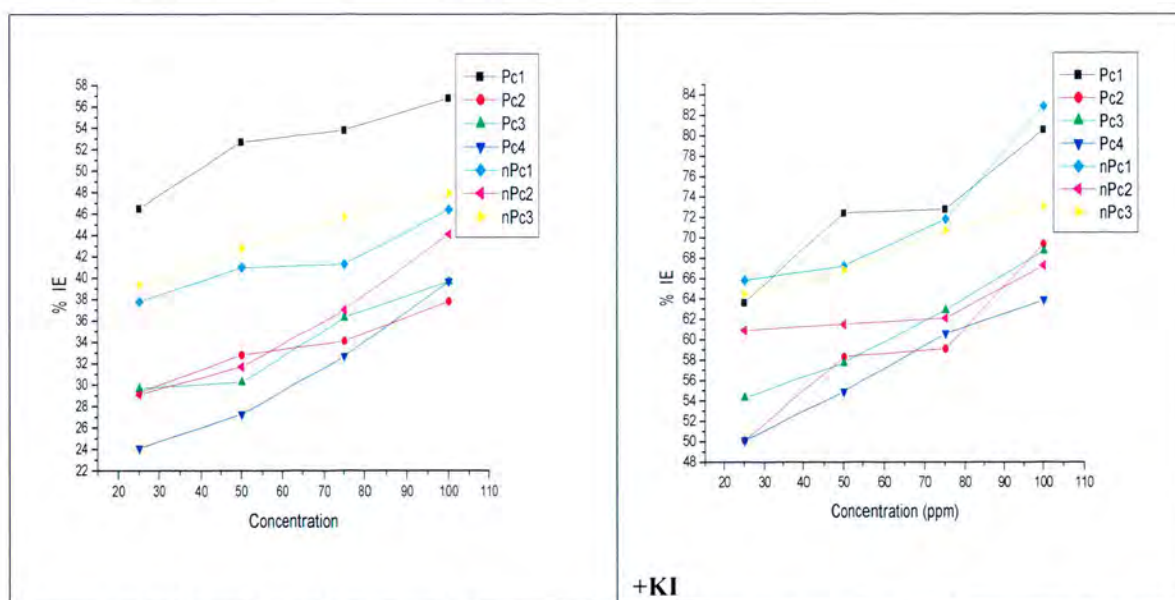 Pc1
Pc2
Pc3
Pc4
nPc1
nPc2
nPc3
58
56
54
52
50
48
46
44
42
40
38
36
34
32
30
28
26
24
22
% IE
20 30 40 50 60 70 80 90 100 110
Concentration
Pc1
Pc2
Pc3
Pc4
nPc1
nPc2
nPc3
84
82
80
78
76
74
72
70
68
66
64
62
60
58
56
54
52
50
48
% IE
20 30 40 50 60 70 80 90 100 110
Concentration (ppm)
+KI